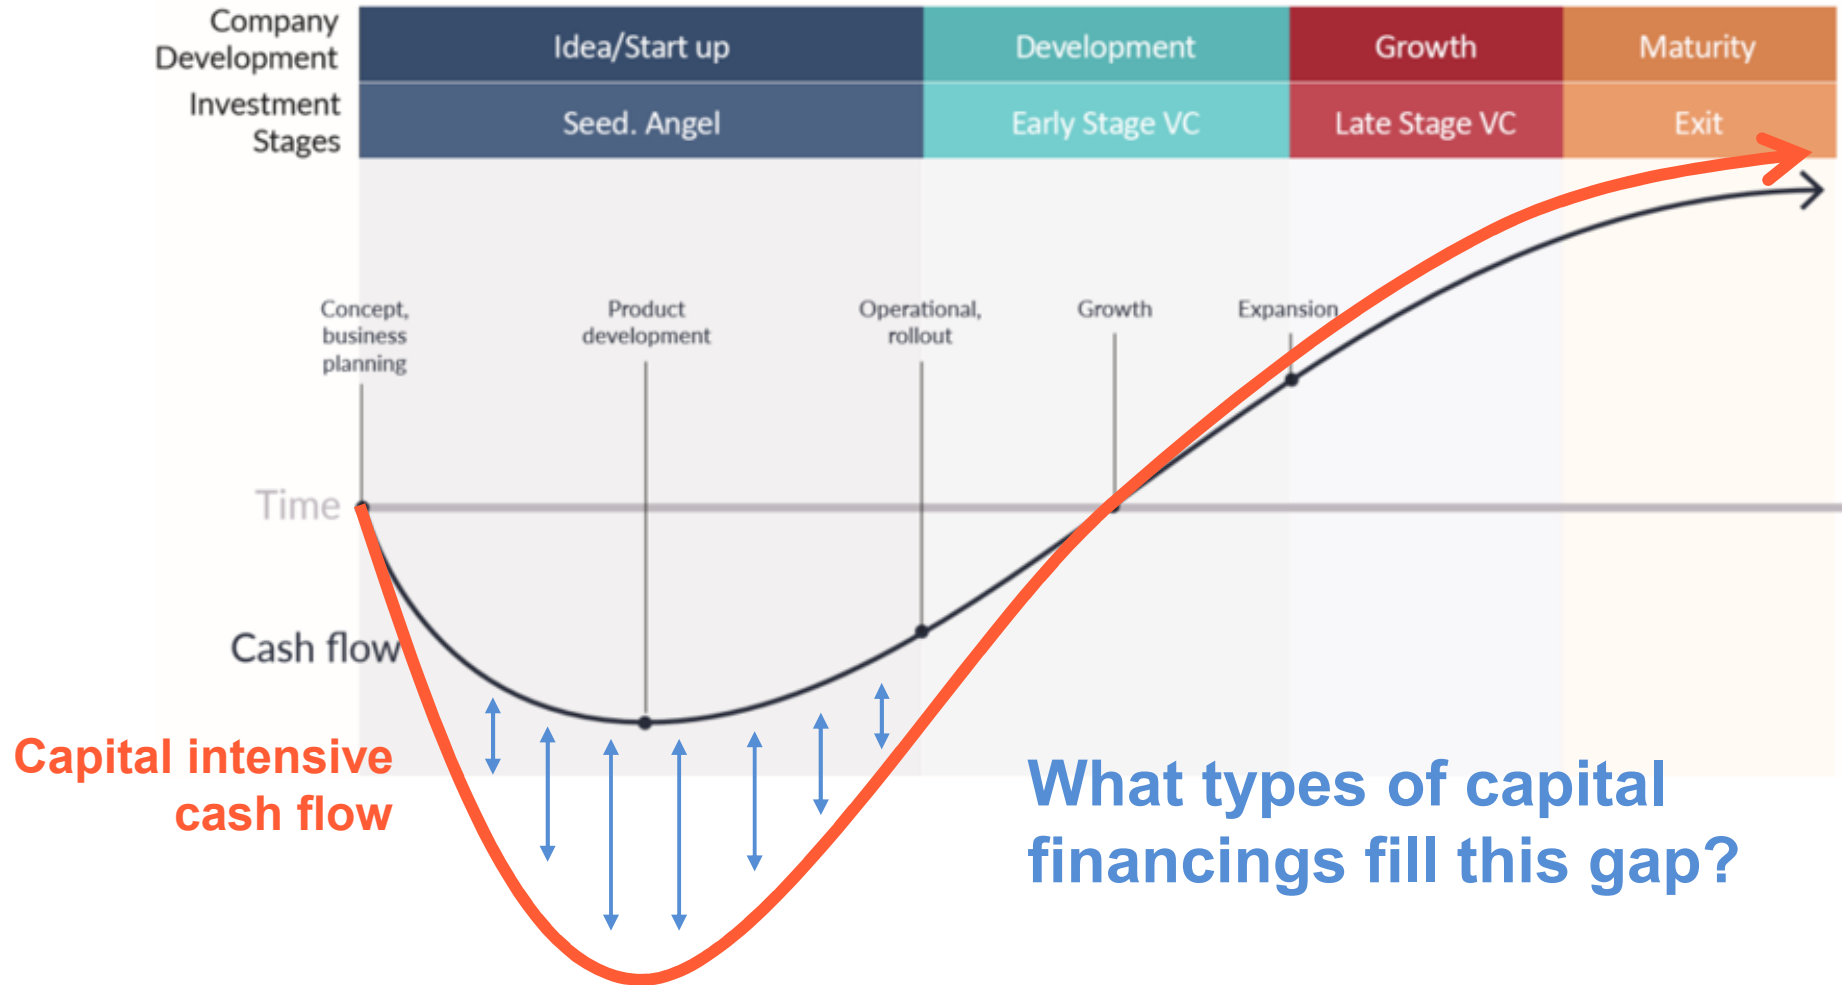 Company
Development
Idea/Start up
Development
Growth
Maturity
Investment
Stages
Seed. Angel
Early Stage VC
Late Stage VC
Exit
Concept,
business
planning
Product
development
Operational,
rollout
Growth
Expansion
Time
Cash flow
Capital intensive
cash flow
What types of capital
financings fill this gap?